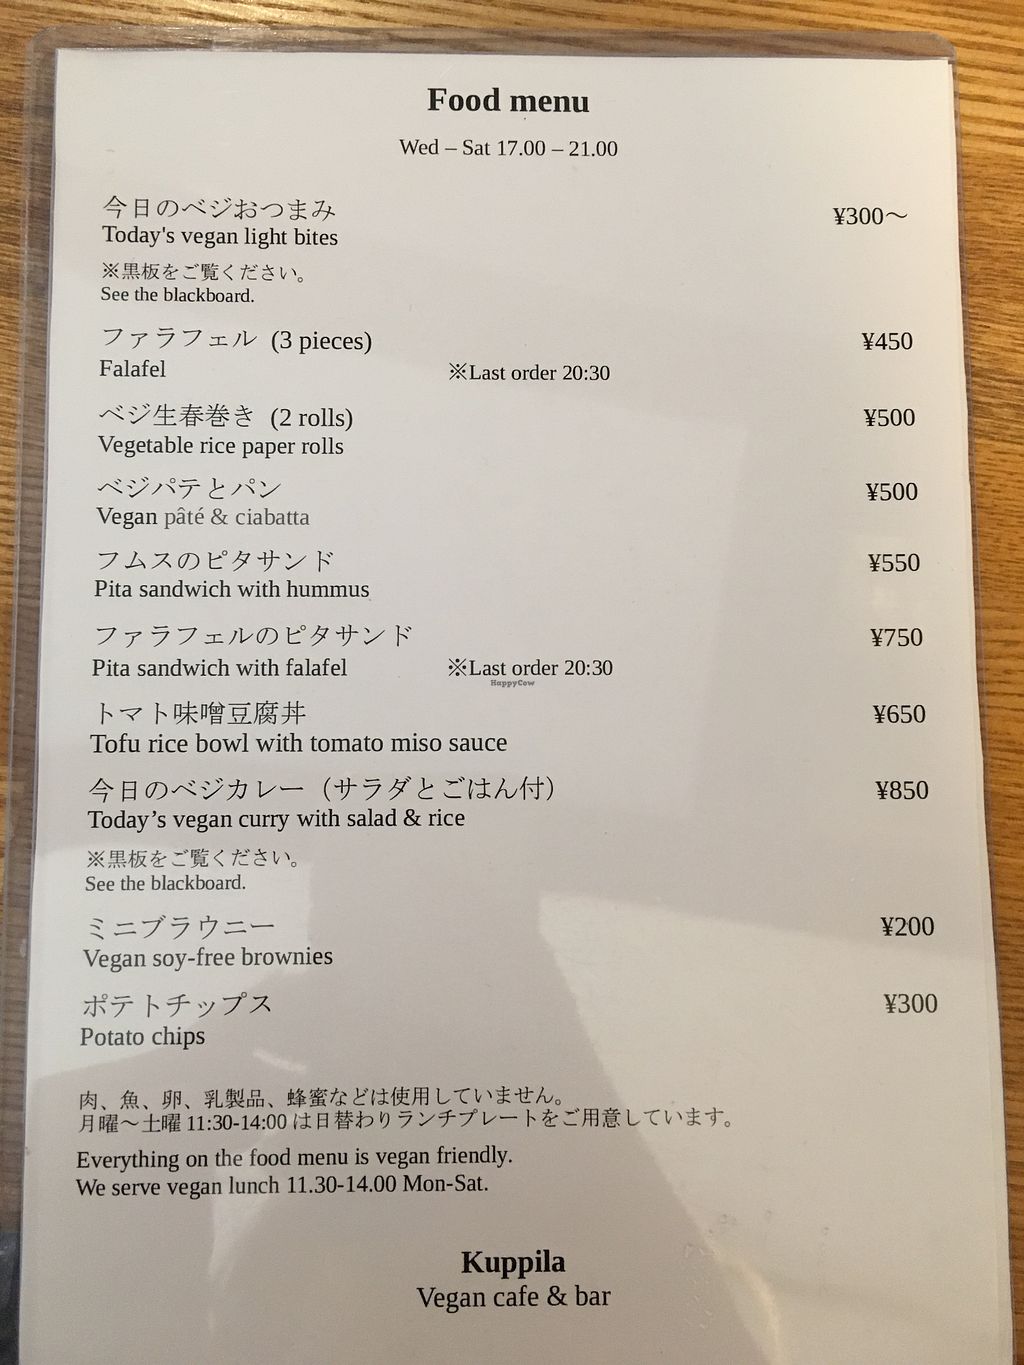 Food menu
Wed – Sat 17.00 – 21.00
今日のベジおつまみ ¥300～
Today's vegan light bites
※黒板をご覧ください。
See the blackboard.
ファラフェル (3 pieces) ¥450
Falafel ※Last order 20:30
ベジ生春巻き (2 rolls) ¥500
Vegetable rice paper rolls
ベジパテとパン ¥500
Vegan pâté & ciabatta
フムスのピタサンド ¥550
Pita sandwich with hummus
ファラフェルのピタサンド ¥750
Pita sandwich with falafel ※Last order 20:30
HappyCow
トマト味噌豆腐丼 ¥650
Tofu rice bowl with tomato miso sauce
今日のベジカレー（サラダとごはん付） ¥850
Today’s vegan curry with salad & rice
※黒板をご覧ください。
See the blackboard.
ミニブラウニー ¥200
Vegan soy-free brownies
ポテトチップス ¥300
Potato chips
肉、魚、卵、乳製品、蜂蜜などは使用していません。
月曜～土曜 11:30-14:00 は日替わりランチプレートをご用意しています。
Everything on the food menu is vegan friendly.
We serve vegan lunch 11.30-14.00 Mon-Sat.
Kuppila
Vegan cafe & bar